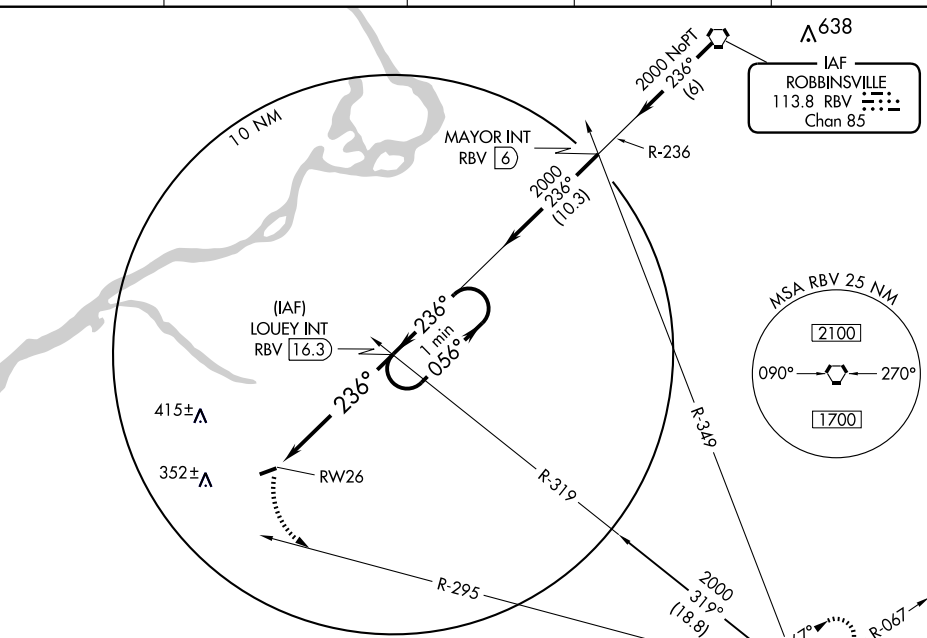 638
IAF
ROBBINSVILLE
113.8 RBV
Chan 85
2000 NoPT
236°
(6)
10 NM
MAYOR INT
RBV 6
R-236
2000
236°
(10.3)
(IAF)
LOUEY INT
RBV 16.3
236°
1 min
056°
236°
MSA RBV 25 NM
2100
090°
270°
1700
415±
352±
RW26
R-349
R-319
R-295
2000
319°
(18.8)
R-067